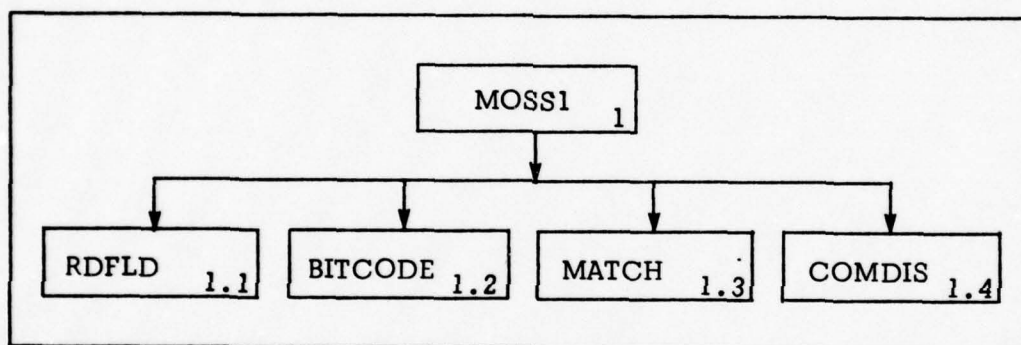 MOSS1
1
RDFLD
1.1
BITCODE
1.2
MATCH
1.3
COMDIS
1.4